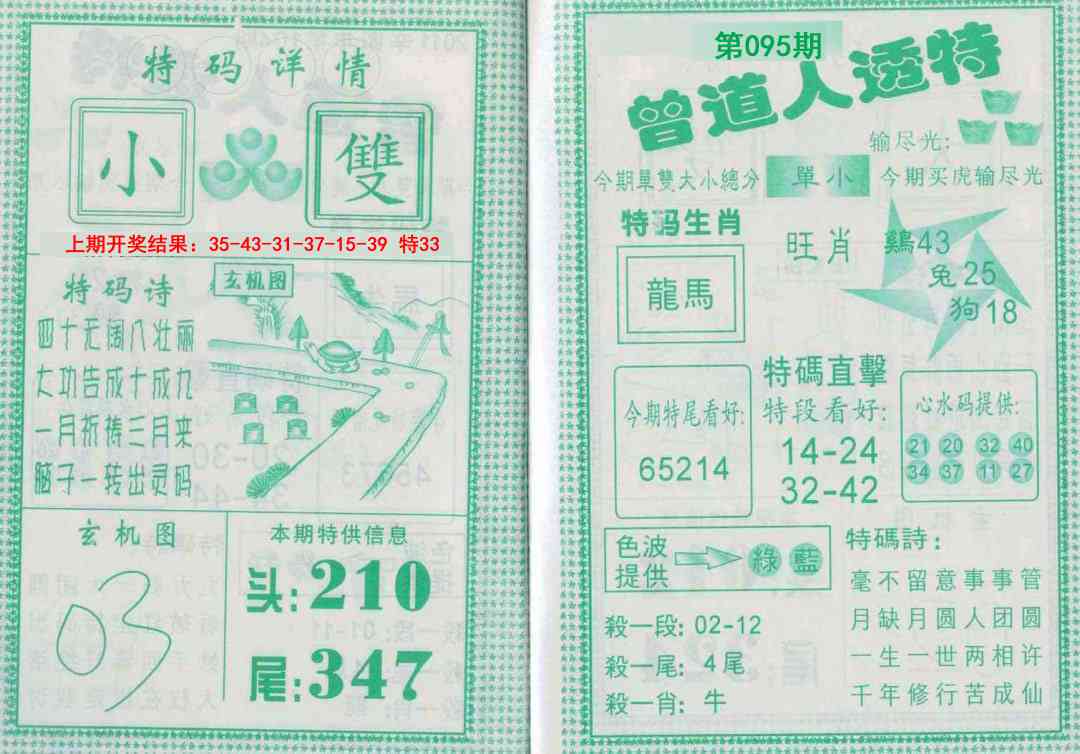 特码详情
小 雙
上期开奖结果: 35-43-31-37-15-39 特33
特码诗
四十无阔八壮丽
大功告成十成九
一月祈祷三月来
脑子一转出灵码
玄机图
玄机图
03
本期特供信息
头:210
尾:347
第095期
曾道人透特
输尽光:
今期單雙大小總分
單小
今期买虎输尽光
特码生肖
龍馬
旺肖
鷄43
兔25
狗18
今期特尾看好:
65214
特碼直擊
特段看好:
14-24
32-42
心水码提供:
21 20 32 40
34 37 11 27
色波
提供
綠 藍
殺一段: 02-12
殺一尾: 4尾
殺一肖: 牛
特碼詩:
毫不留意事事管
月缺月圆人团圆
一生一世两相许
千年修行苦成仙